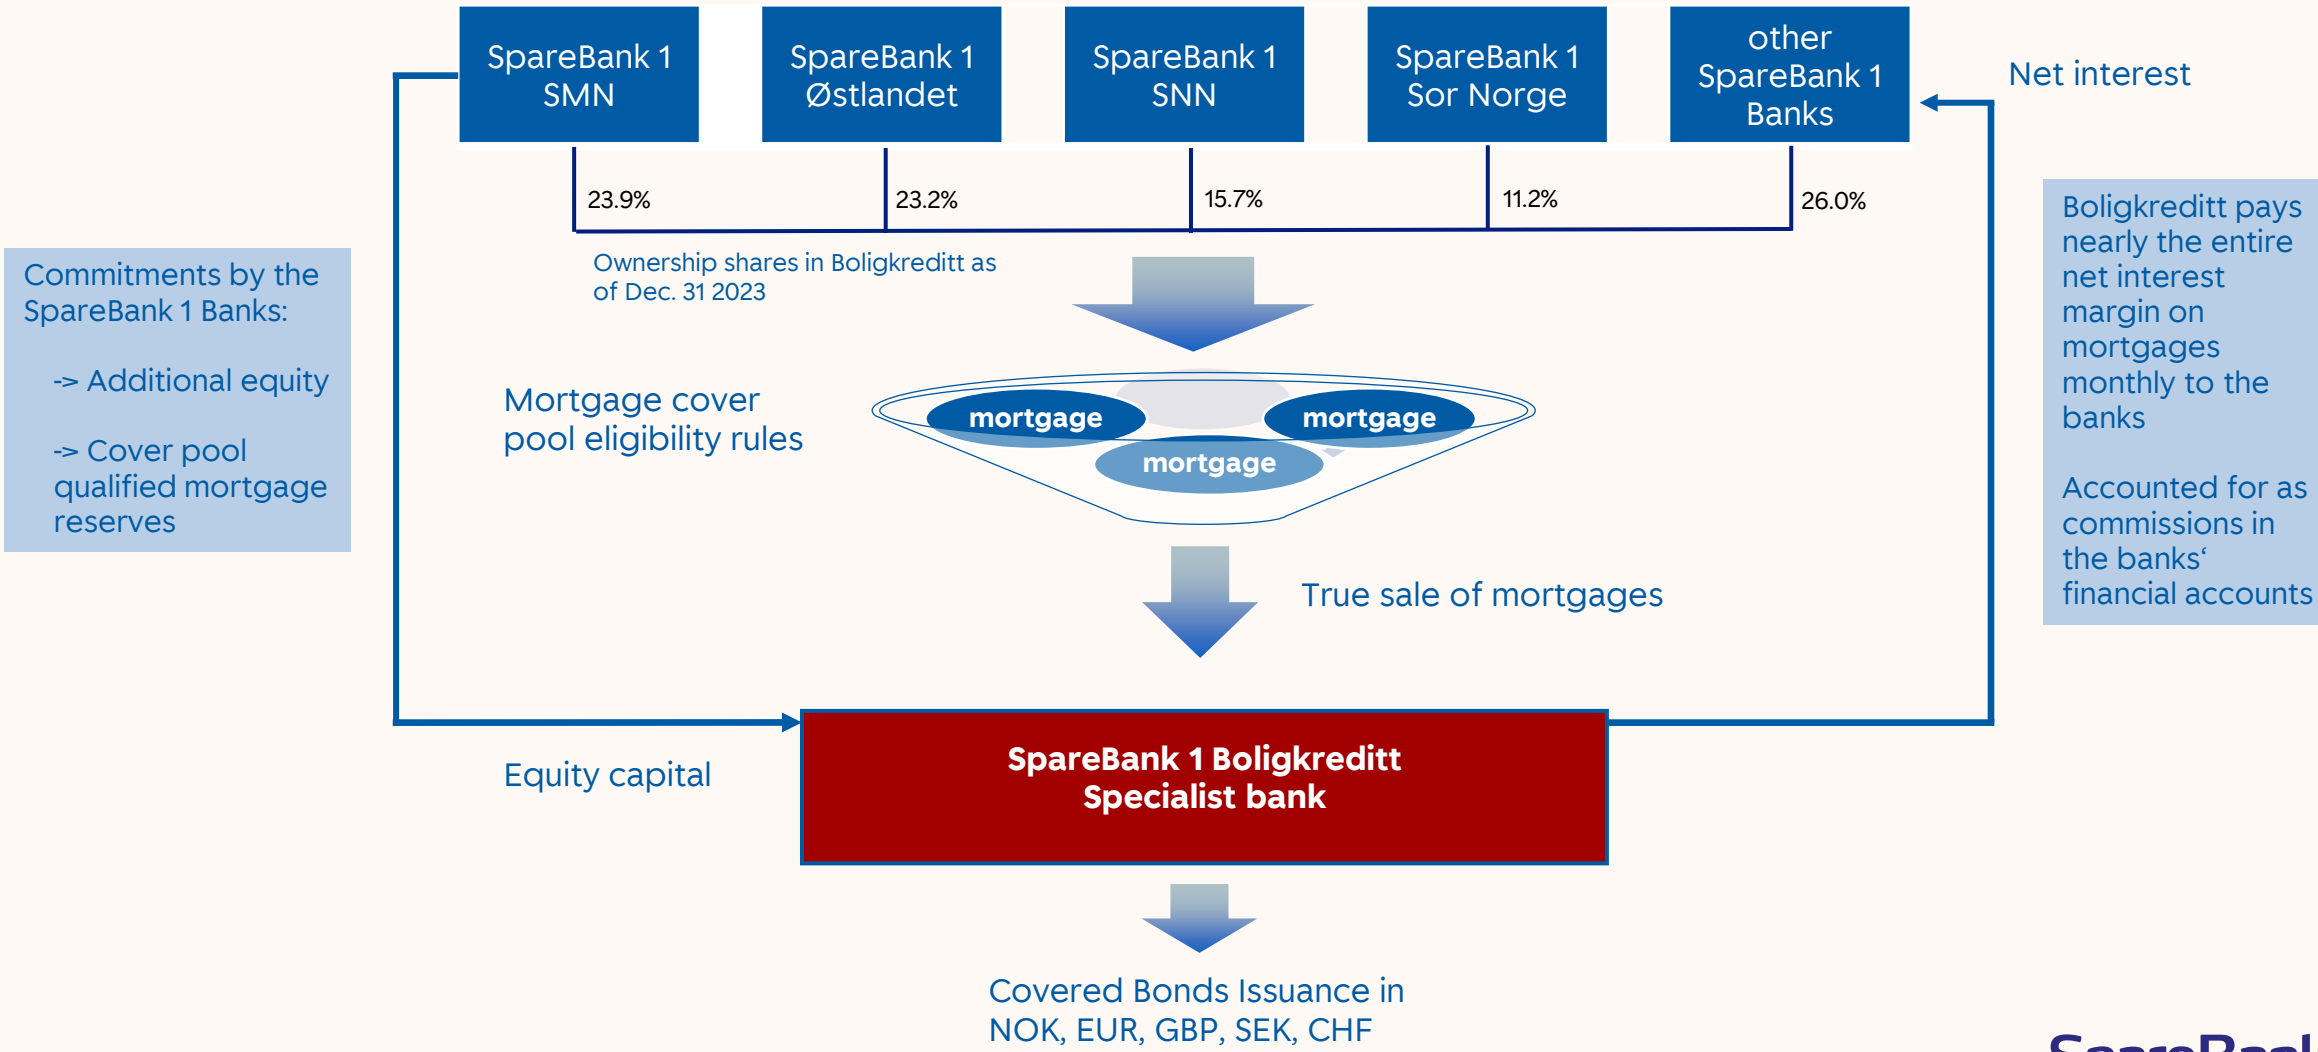 SpareBank 1
SMN
SpareBank 1
Østlandet
SpareBank 1
SNN
SpareBank 1
Sor Norge
other
SpareBank 1
Banks
Net interest
23.9%
23.2%
15.7%
11.2%
26.0%
Ownership shares in Boligkreditt as
of Dec. 31 2023
Commitments by the
SpareBank 1 Banks:
-> Additional equity
-> Cover pool
qualified mortgage
reserves
Boligkreditt pays
nearly the entire
net interest
margin on
mortgages
monthly to the
banks
Accounted for as
commissions in
the banks‘
financial accounts
Mortgage cover
pool eligibility rules
mortgage
mortgage
mortgage
True sale of mortgages
Equity capital
SpareBank 1 Boligkreditt
Specialist bank
Covered Bonds Issuance in
NOK, EUR, GBP, SEK, CHF